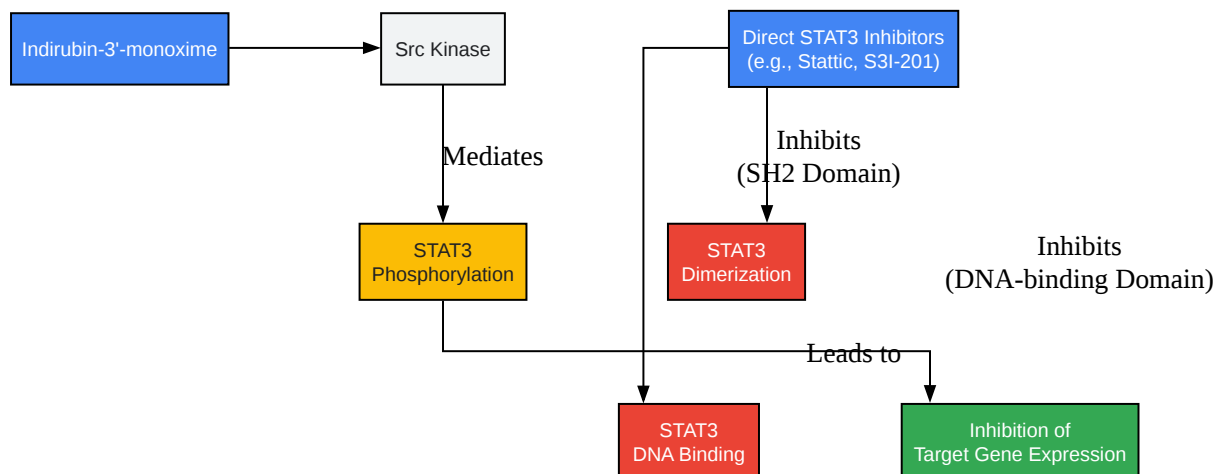 Indirubin-3'-monoxime
Src Kinase
Direct STAT3 Inhibitors
(e.g., Stattic, S3I-201)
Mediates
Inhibits
(SH2 Domain)
STAT3
Phosphorylation
STAT3
Dimerization
Inhibits
(DNA-binding Domain)
Leads to
STAT3
DNA Binding
Inhibition of
Target Gene Expression